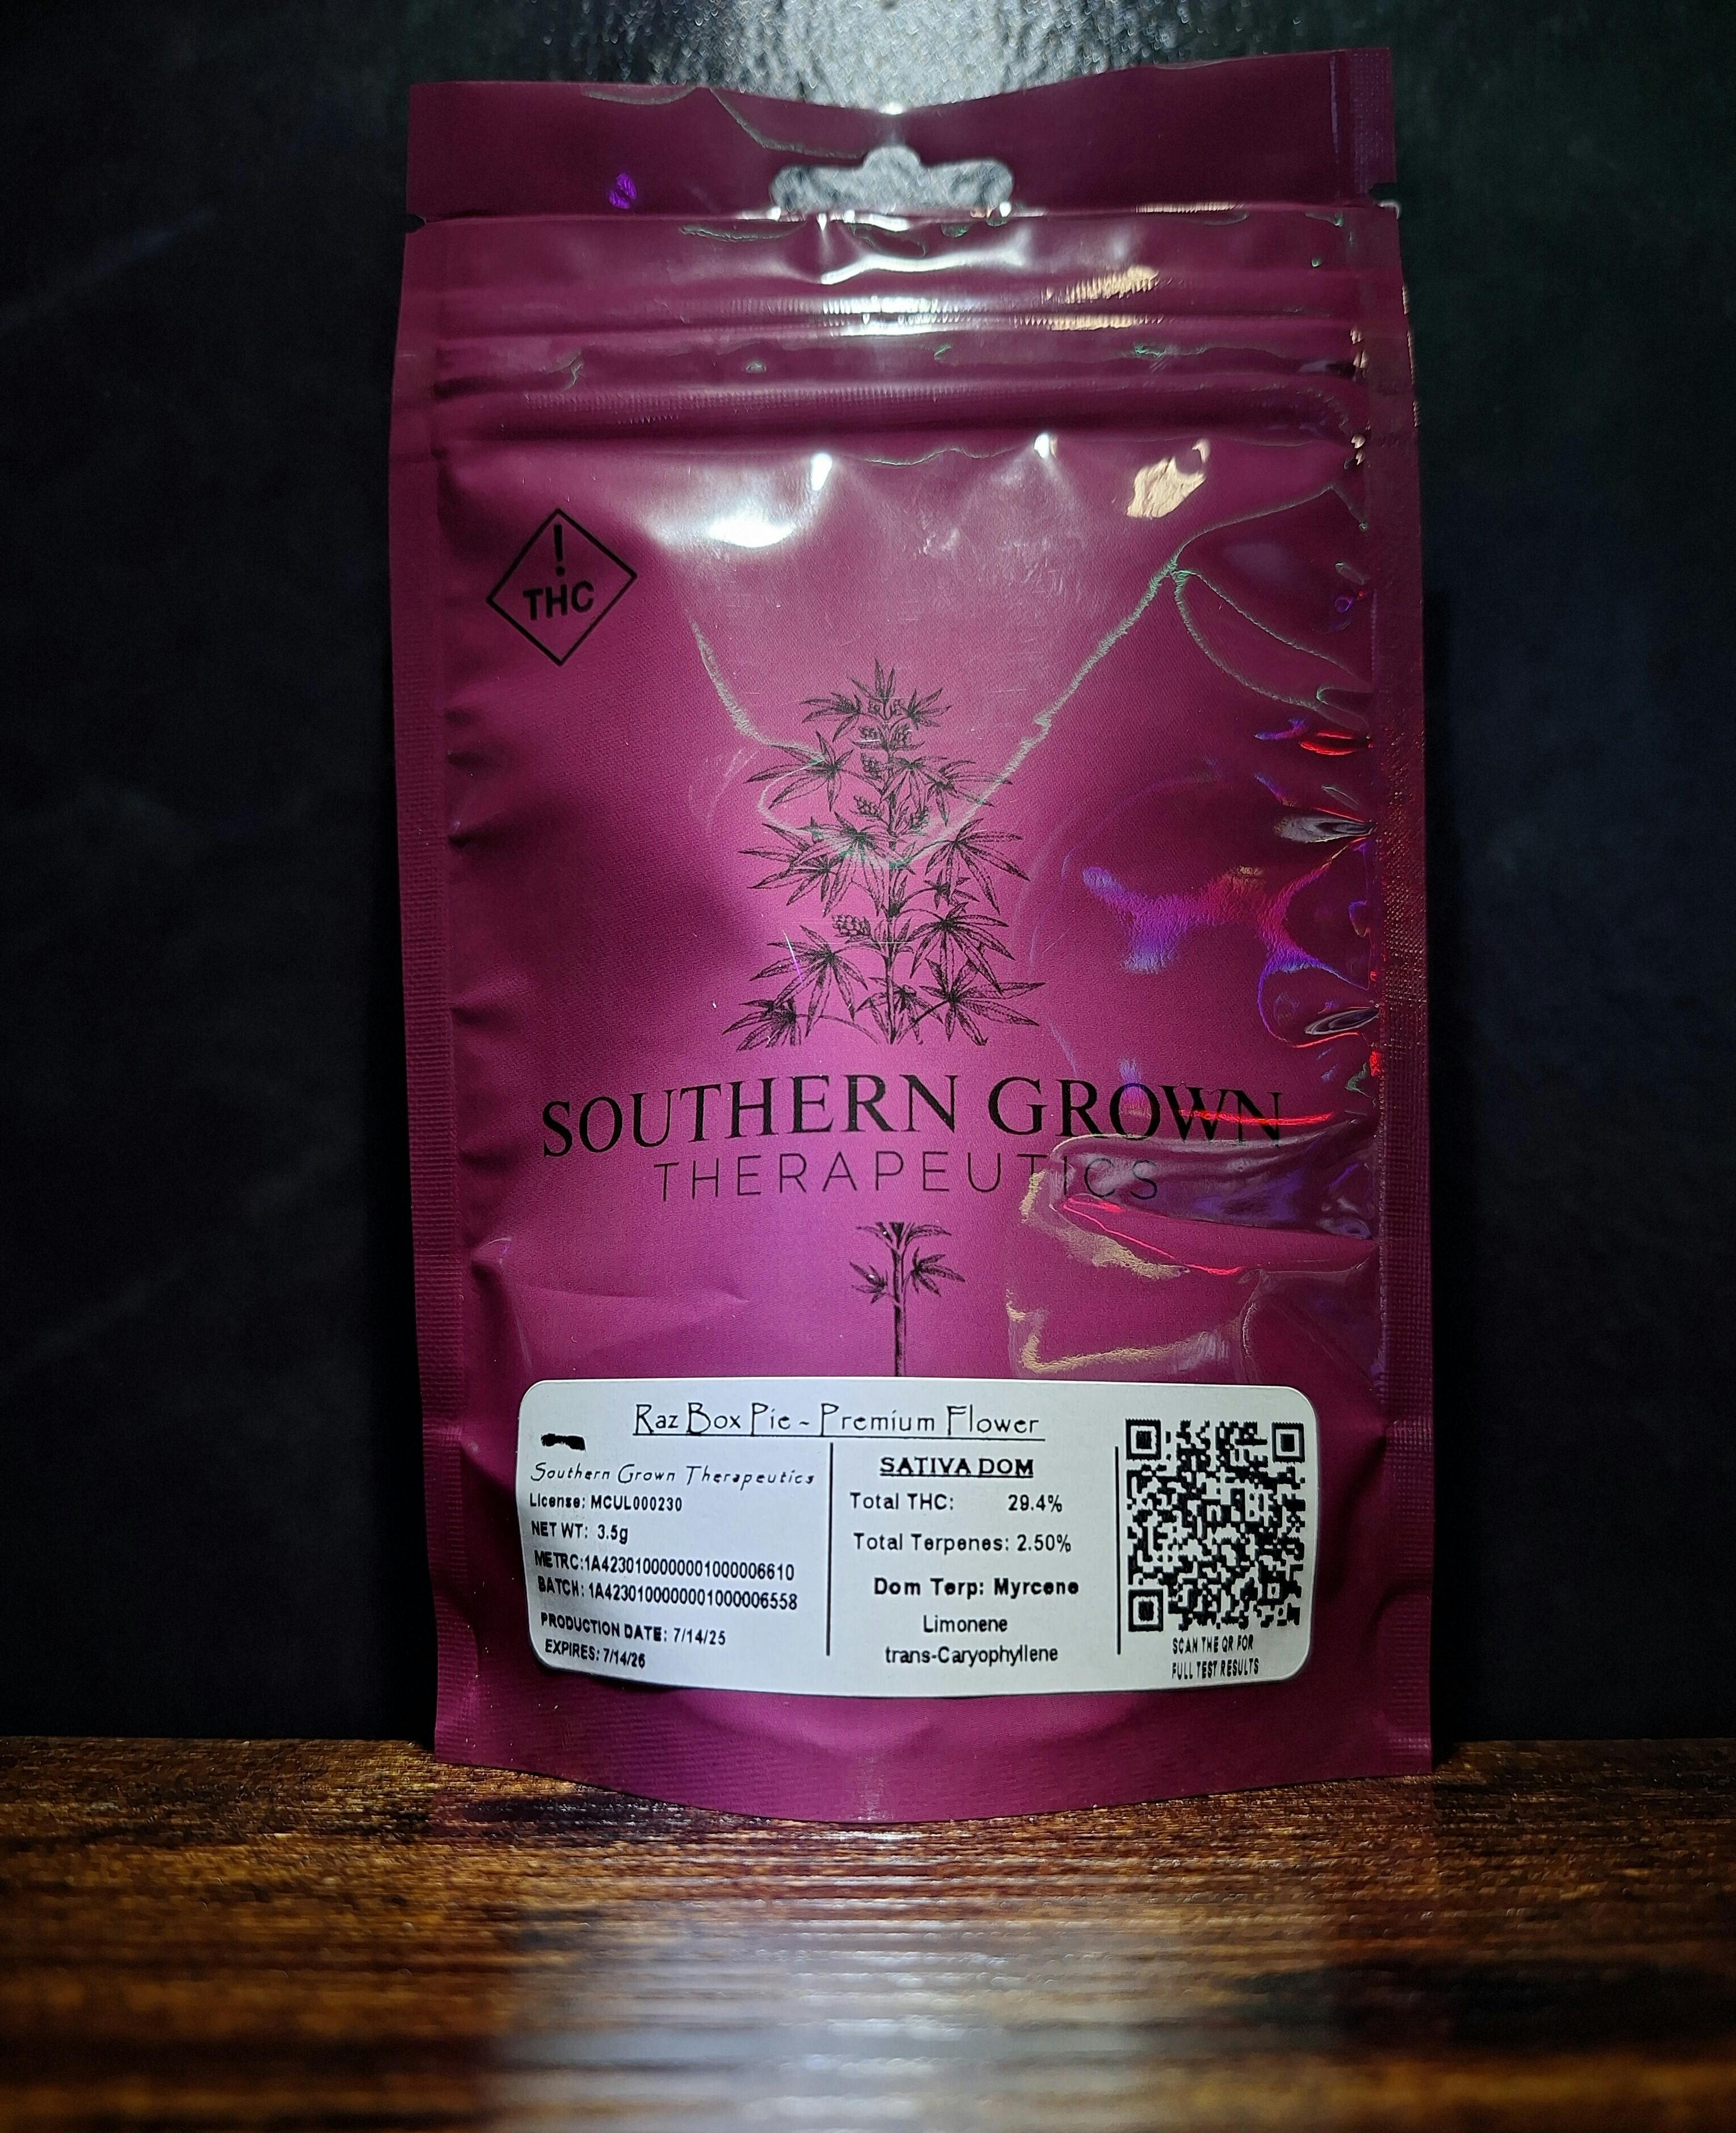 !
THC
SOUTHERN GROWN
THERAPEUTICS
Raz Box Pie ~ Premium Flower
Southern Grown Therapeutics
License: MCUL000230
NET WT: 3.5g
METRC:1A4230100000001000006610
BATCH: 1A4230100000001000006558
PRODUCTION DATE: 7/14/25
EXPIRES: 7/14/26
SATIVA DOM
Total THC: 29.4%
Total Terpenes: 2.50%
Dom Terp: Myrcene
Limonene
trans-Caryophyllene
SCAN THE QR FOR
FULL TEST RESULTS